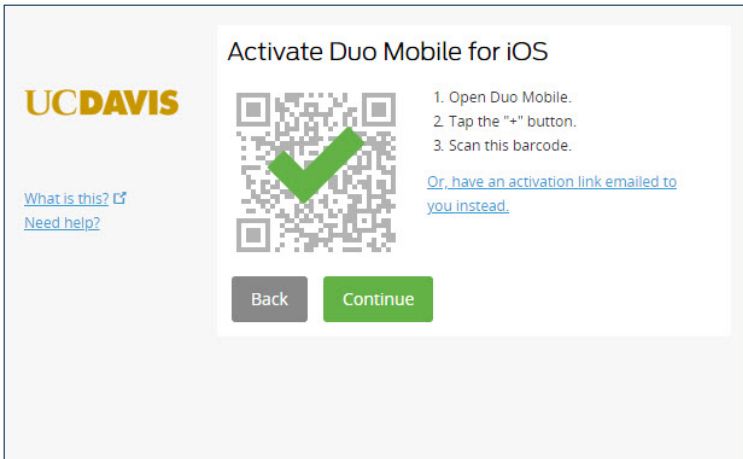 Activate Duo Mobile for iOS
UCDAVIS
1. Open Duo Mobile.
2. Tap the "+" button.
3. Scan this barcode.
Or, have an activation link emailed to
you instead.
What is this?
Need help?
Back
Continue